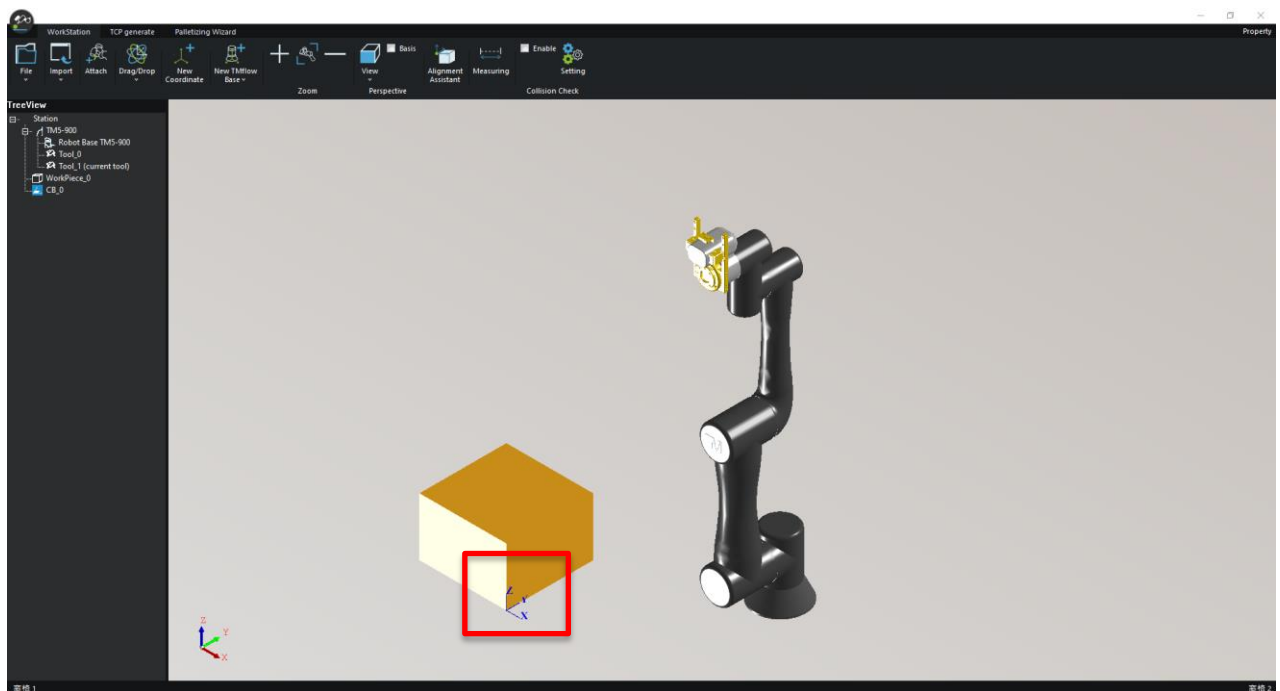 WorkStation TCP generate Palletizing Wizard Property
File Import Attach Drag/Drop New Coordinate New TMflow Base Zoom View Basis Perspective Alignment Assistant Measuring Enable Setting Collision Check
TreeView
Station
TM5-900
Robot Base TM5-900
Tool_0
Tool_1 (current tool)
WorkPiece_0
CB_0
TM
Z
Y
X
Z
Y
X